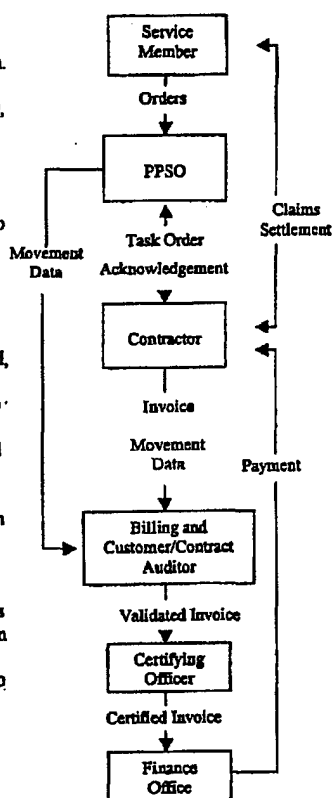 Service
Member
Orders
PPSO
Claims
Settlement
Task Order
Movement
Data
Acknowledgement
Contractor
Invoice
Movement
Data
Payment
Billing and
Customer/Contract
Auditor
Validated Invoice
Certifying
Officer
Certified Invoice
Finance
Office